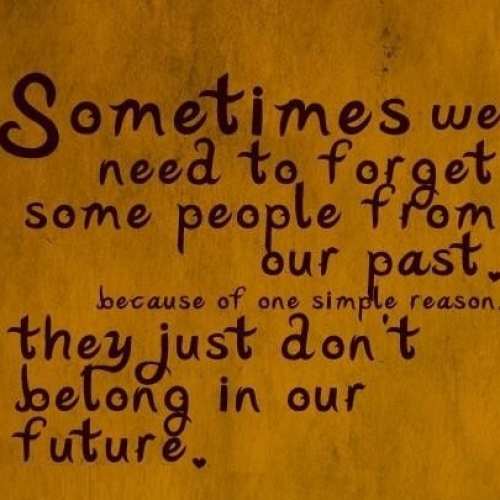 Sometimes we
need to forget
some people from
our past.
because of one simple reason
they just don't
belong in our
future.